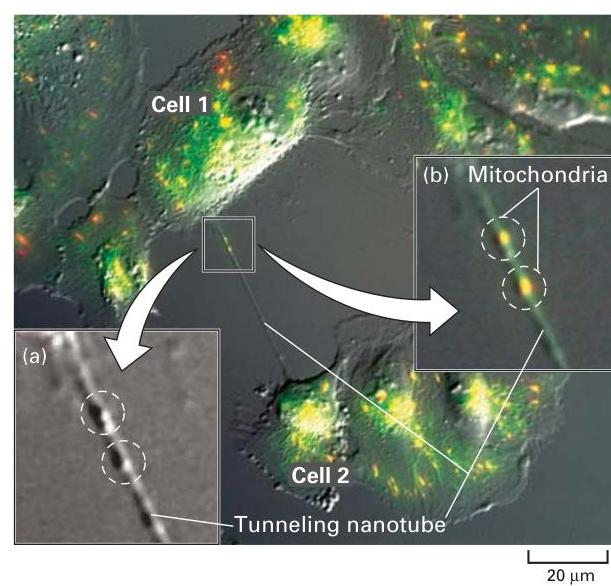 Cell 1
(b) Mitochondria
(a)
Cell 2
Tunneling nanotube
20 μm